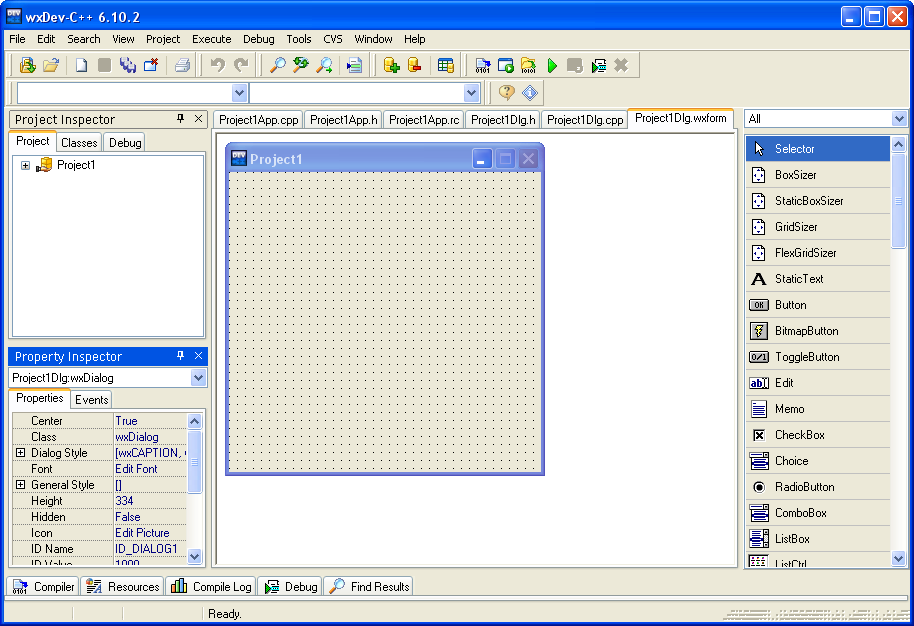 wxDev-C++ 6.10.2
File Edit Search View Project Execute Debug Tools CVS Window Help
Project Inspector
Project Classes Debug
Project1
Property Inspector
Project1Dlg:wxDialog
Properties Events
Center True
Class wxDialog
Dialog Style [wxCAPTION,
Font Edit Font
General Style []
Height 334
Hidden False
Icon Edit Picture
ID Name ID_DIALOG1
ID Value 1000
Project1App.cpp Project1App.h Project1App.rc Project1Dlg.h Project1Dlg.cpp Project1Dlg.wxform
Project1
All
Selector
BoxSizer
StaticBoxSizer
GridSizer
FlexGridSizer
StaticText
Button
BitmapButton
ToggleButton
Edit
Memo
CheckBox
Choice
RadioButton
ComboBox
ListBox
ListCtrl
Compiler Resources Compile Log Debug Find Results
Ready.